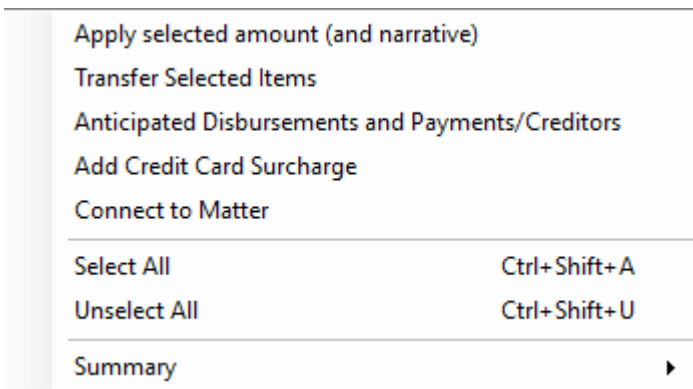 Apply selected amount (and narrative)
Transfer Selected Items
Anticipated Disbursements and Payments/Creditors
Add Credit Card Surcharge
Connect to Matter
Select All Ctrl+Shift+A
Unselect All Ctrl+Shift+U
Summary